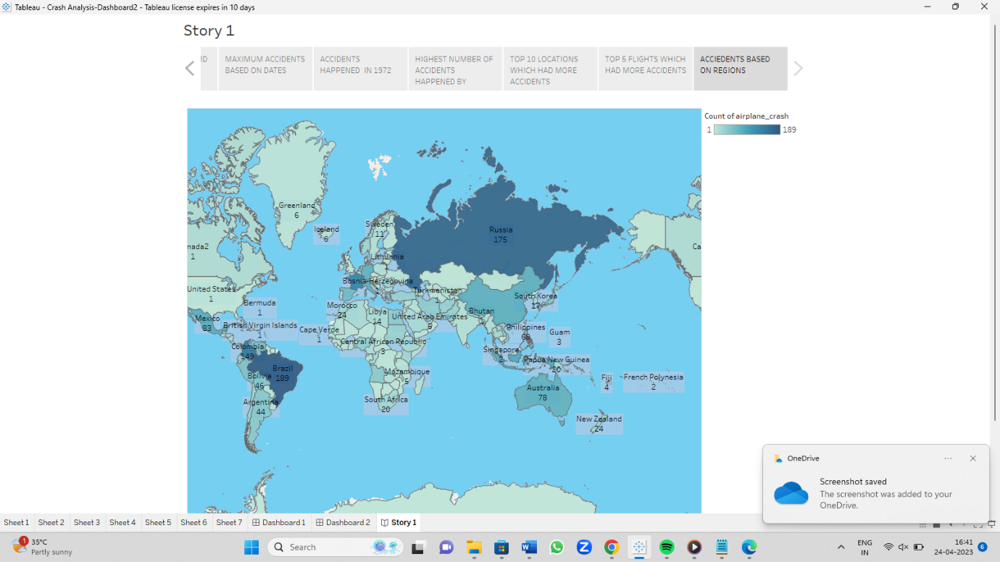 Tableau - Crash Analysis-Dashboard2 - Tableau license expires in 10 days
Story 1
MAXIMUM ACCIDENTS
BASED ON DATES
ACCIDENTS
HAPPENED IN 1972
HIGHEST NUMBER OF
ACCIDENTS
HAPPENED BY
TOP 10 LOCATIONS
WHICH HAD MORE
ACCIDENTS
TOP 5 FLIGHTS WHICH
HAD MORE ACCIDENTS
ACCIEDENTS BASED
ON REGIONS
Count of airplane_crash
1 189
Greenland
6
Iceland
6
Sweden
11
Russia
175
nada2
1
Ca
Lithuania
1
Bosnia-Herzegovina
1
Turkmenistan
1
United States
1
Bermuda
1
South Korea
17
Morocco
24
Libya
14
United Arab Emirates
6
Bhutan
Mexico
83
British Virgin Islands
1
Cape Verde
1
Philippines
68
Guam
3
Central African Republic
3
Colombia
149
Singapore
2
Papua New Guinea
20
Brazil
189
Bolivia
46
Mozambique
5
Fiji
4
French Polynesia
2
Australia
78
Argentina
44
South Africa
20
New Zealand
24
OneDrive
Screenshot saved
The screenshot was added to your
OneDrive.
Sheet 1 Sheet 2 Sheet 3 Sheet 4 Sheet 5 Sheet 6 Sheet 7 Dashboard 1 Dashboard 2 Story 1
1
35°C
Partly sunny
Search
ENG
IN
16:41
24-04-2023
6